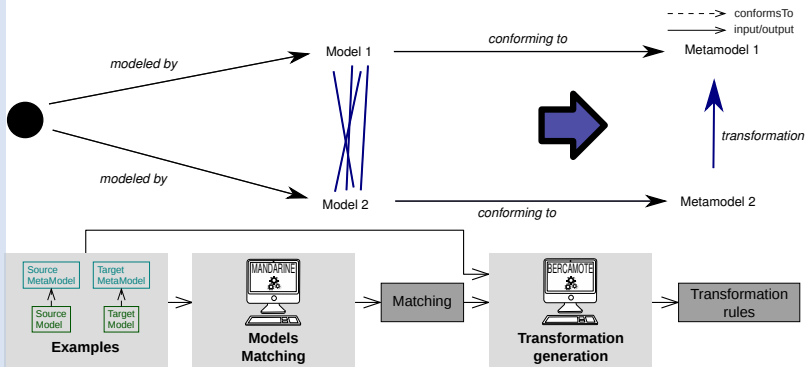 conformsTo
input/output
Model 1
conforming to
Metamodel 1
modeled by
transformation
modeled by
Model 2
conforming to
Metamodel 2
Source
MetaModel
Target
MetaModel
Source
Model
Target
Model
Examples
MANDARINE
Models
Matching
Matching
BERCAMOTE
Transformation
generation
Transformation
rules